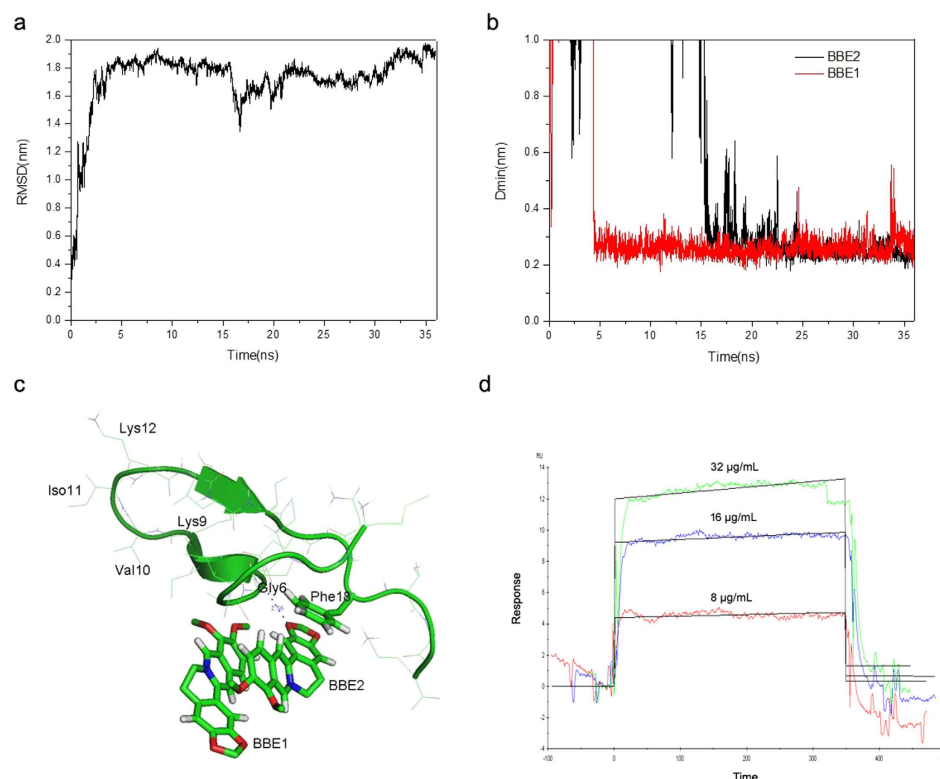 a
2.0
1.8
1.6
1.4
1.2
1.0
0.8
0.6
0.4
0.2
0.0
RMSD(nm)
0 5 10 15 20 25 30 35
Time(ns)
b
1.0
0.8
0.6
0.4
0.2
0.0
Dmin(nm)
BBE2
BBE1
0 5 10 15 20 25 30 35
Time(ns)
c
Lys12
Iso11
Lys9
Val10
Gly6
Phe18
BBE2
BBE1
d
RU
14
12
10
8
6
4
2
0
-2
-4
Response
32 µg/mL
16 µg/mL
8 µg/mL
-100 0 100 200 300 400
Time